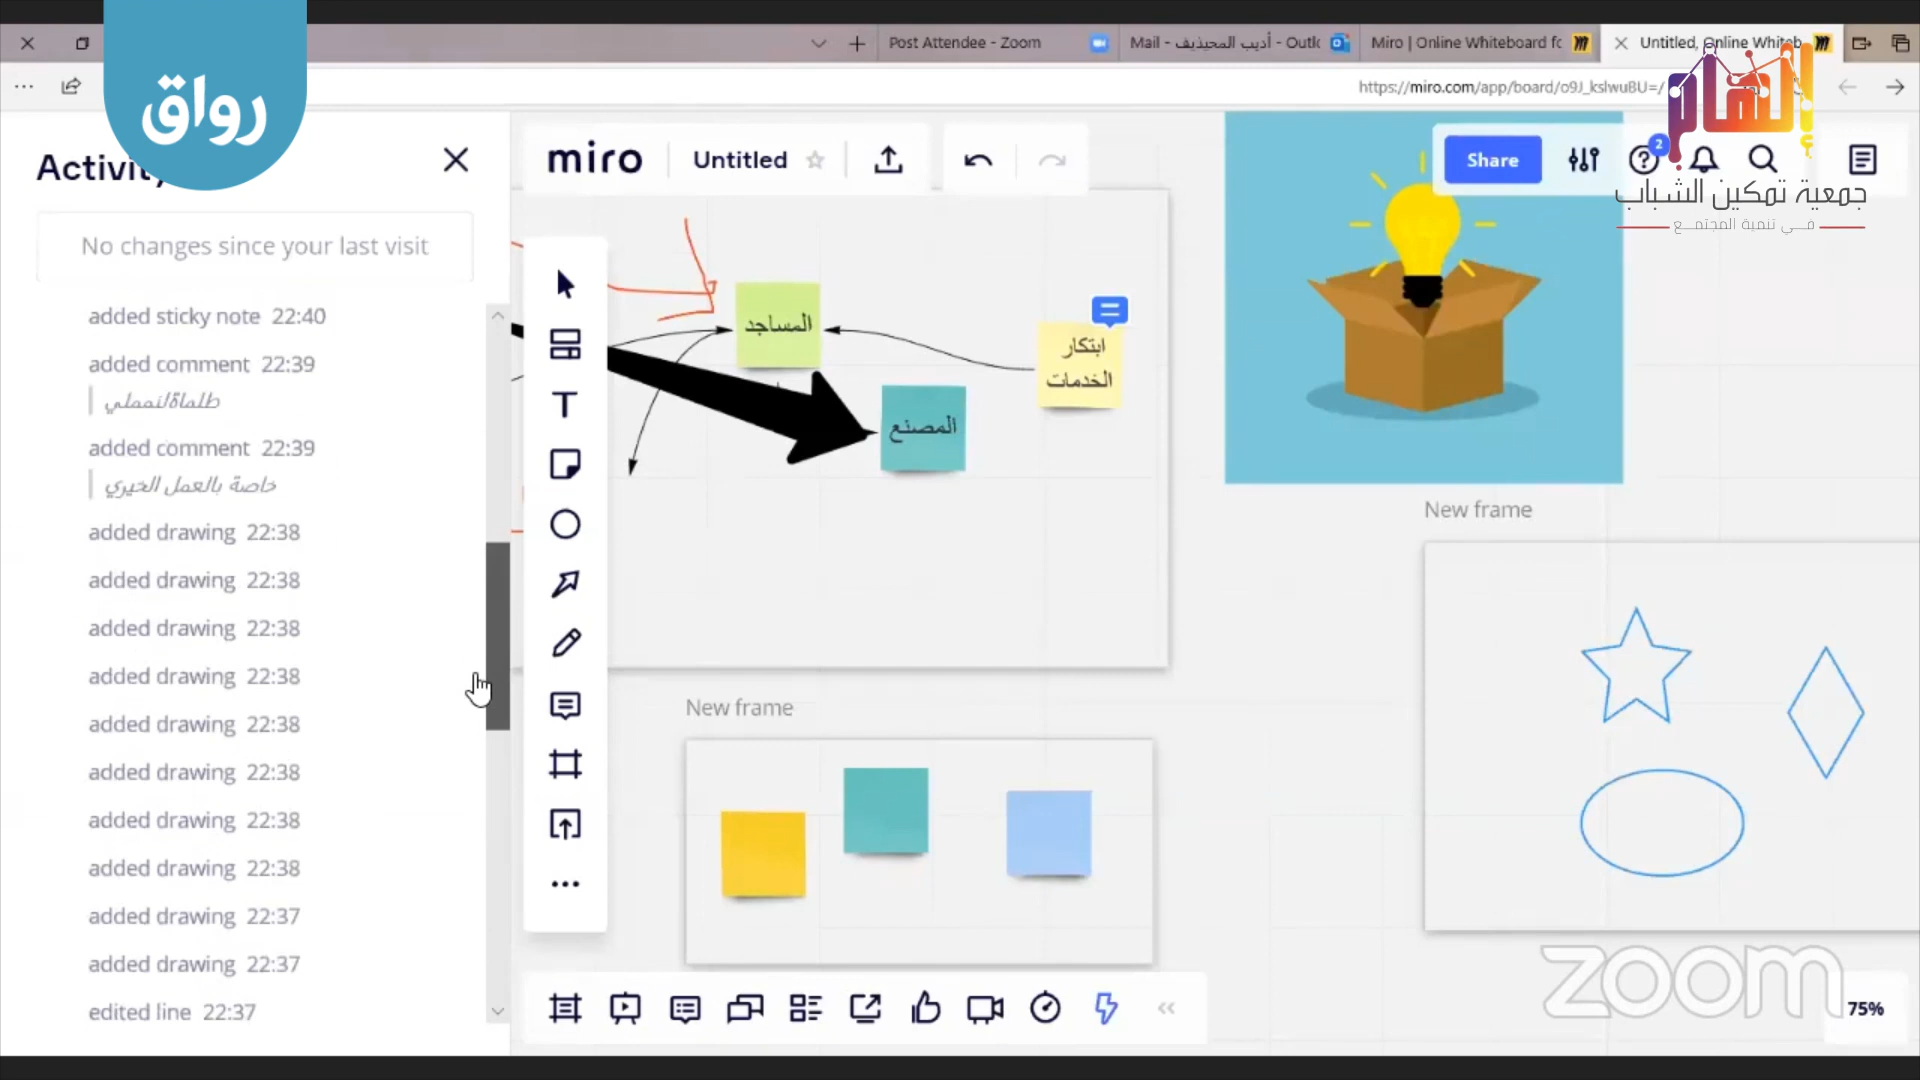 Post Attendee - Zoom
Mail - أديب المحيذيف - Outlc
Miro | Online Whiteboard fc
Untitled, Online Whiteb
https://miro.com/app/board/o9J_kslwuBU=/
رواق
إلهام
جمعية تمكين الشباب
في تنمية المجتمع
Activity
No changes since your last visit
added sticky note 22:40
added comment 22:39
added comment 22:39
خاصة بالعمل الخيري
added drawing 22:38
added drawing 22:38
added drawing 22:38
added drawing 22:38
added drawing 22:38
added drawing 22:38
added drawing 22:38
added drawing 22:38
added drawing 22:37
added drawing 22:37
edited line 22:37
miro
Untitled
Share
2
T
المساجد
ابتكار
الخدمات
المصنع
New frame
New frame
zoom
75%